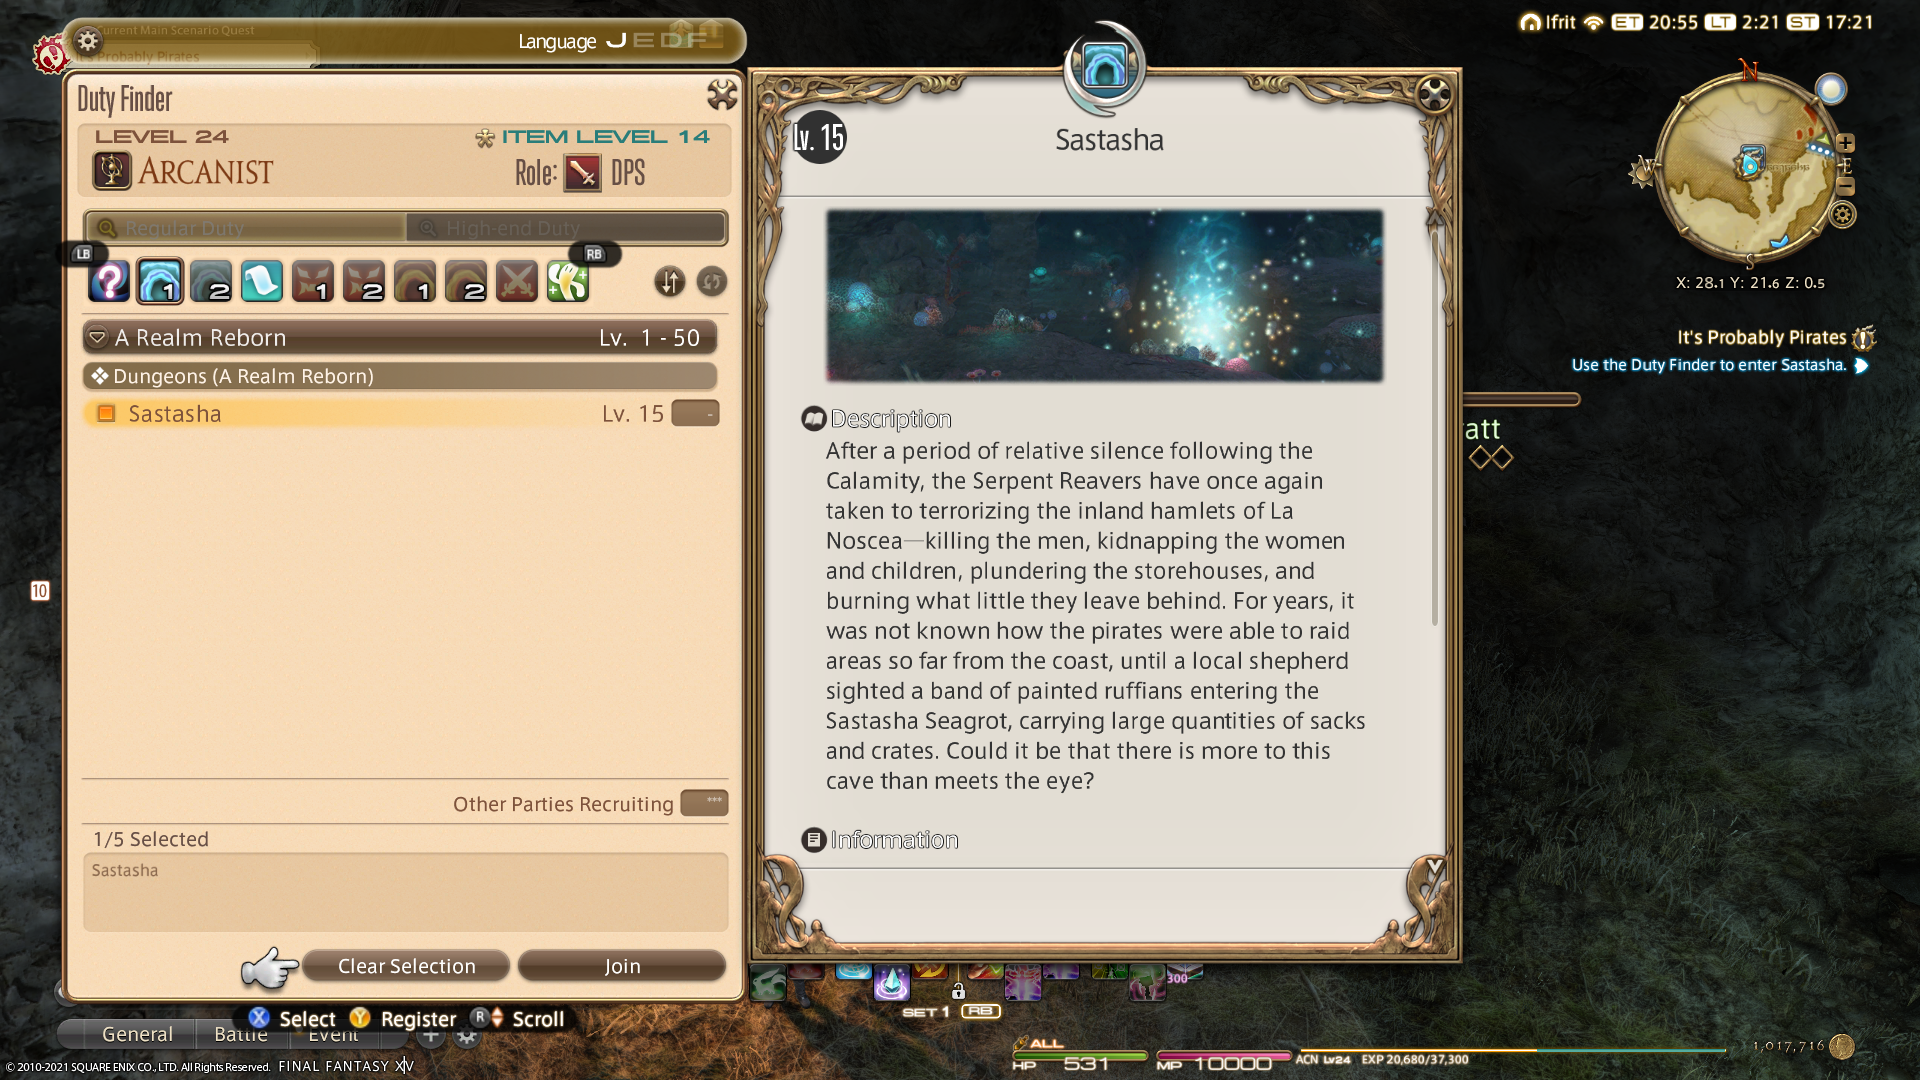 Current Main Scenario Quest
It's Probably Pirates
Language J E D F
Duty Finder
LEVEL 24
ITEM LEVEL 14
ARCANIST
Role: DPS
Regular Duty
High-end Duty
LB
RB
1
2
1
2
1
2
A Realm Reborn Lv. 1 - 50
Dungeons (A Realm Reborn)
Sastasha Lv. 15 -
Other Parties Recruiting ***
1/5 Selected
Sastasha
Clear Selection
Join
X Select Y Register R Scroll
General
Battle
Event
© 2010-2021 SQUARE ENIX CO., LTD. All Rights Reserved. FINAL FANTASY XIV
10
Lv. 15
Sastasha
Description
After a period of relative silence following the
Calamity, the Serpent Reavers have once again
taken to terrorizing the inland hamlets of La
Noscea—killing the men, kidnapping the women
and children, plundering the storehouses, and
burning what little they leave behind. For years, it
was not known how the pirates were able to raid
areas so far from the coast, until a local shepherd
sighted a band of painted ruffians entering the
Sastasha Seagrot, carrying large quantities of sacks
and crates. Could it be that there is more to this
cave than meets the eye?
Information
300
SET 1 RB
ALL
HP 531
MP 10000
ACN Lv24 EXP 20,680/37,300
1,017,716
Ifrit ET 20:55 LT 2:21 ST 17:21
N
W
E
S
X: 28.1 Y: 21.6 Z: 0.5
It's Probably Pirates
Use the Duty Finder to enter Sastasha.
att